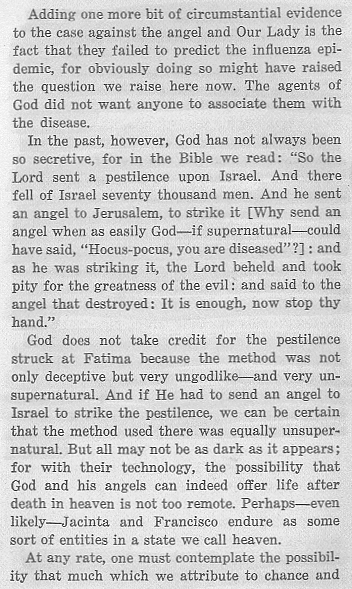 Adding one more bit of circumstantial evidence
to the case against the angel and Our Lady is the
fact that they failed to predict the influenza epi-
demic, for obviously doing so might have raised
the question we raise here now. The agents of
God did not want anyone to associate them with
the disease.
In the past, however, God has not always been
so secretive, for in the Bible we read: “So the
Lord sent a pestilence upon Israel. And there
fell of Israel seventy thousand men. And he sent
an angel to Jerusalem, to strike it [Why send an
angel when as easily God—if supernatural—could
have said, “Hocus-pocus, you are diseased”?] : and
as he was striking it, the Lord beheld and took
pity for the greatness of the evil: and said to the
angel that destroyed: It is enough, now stop thy
hand.”
God does not take credit for the pestilence
struck at Fatima because the method was not
only deceptive but very ungodlike—and very un-
supernatural. And if He had to send an angel to
Israel to strike the pestilence, we can be certain
that the method used there was equally unsuper-
natural. But all may not be as dark as it appears;
for with their technology, the possibility that
God and his angels can indeed offer life after
death in heaven is not too remote. Perhaps—even
likely—Jacinta and Francisco endure as some
sort of entities in a state we call heaven.
At any rate, one must contemplate the possibil-
ity that much which we attribute to chance and